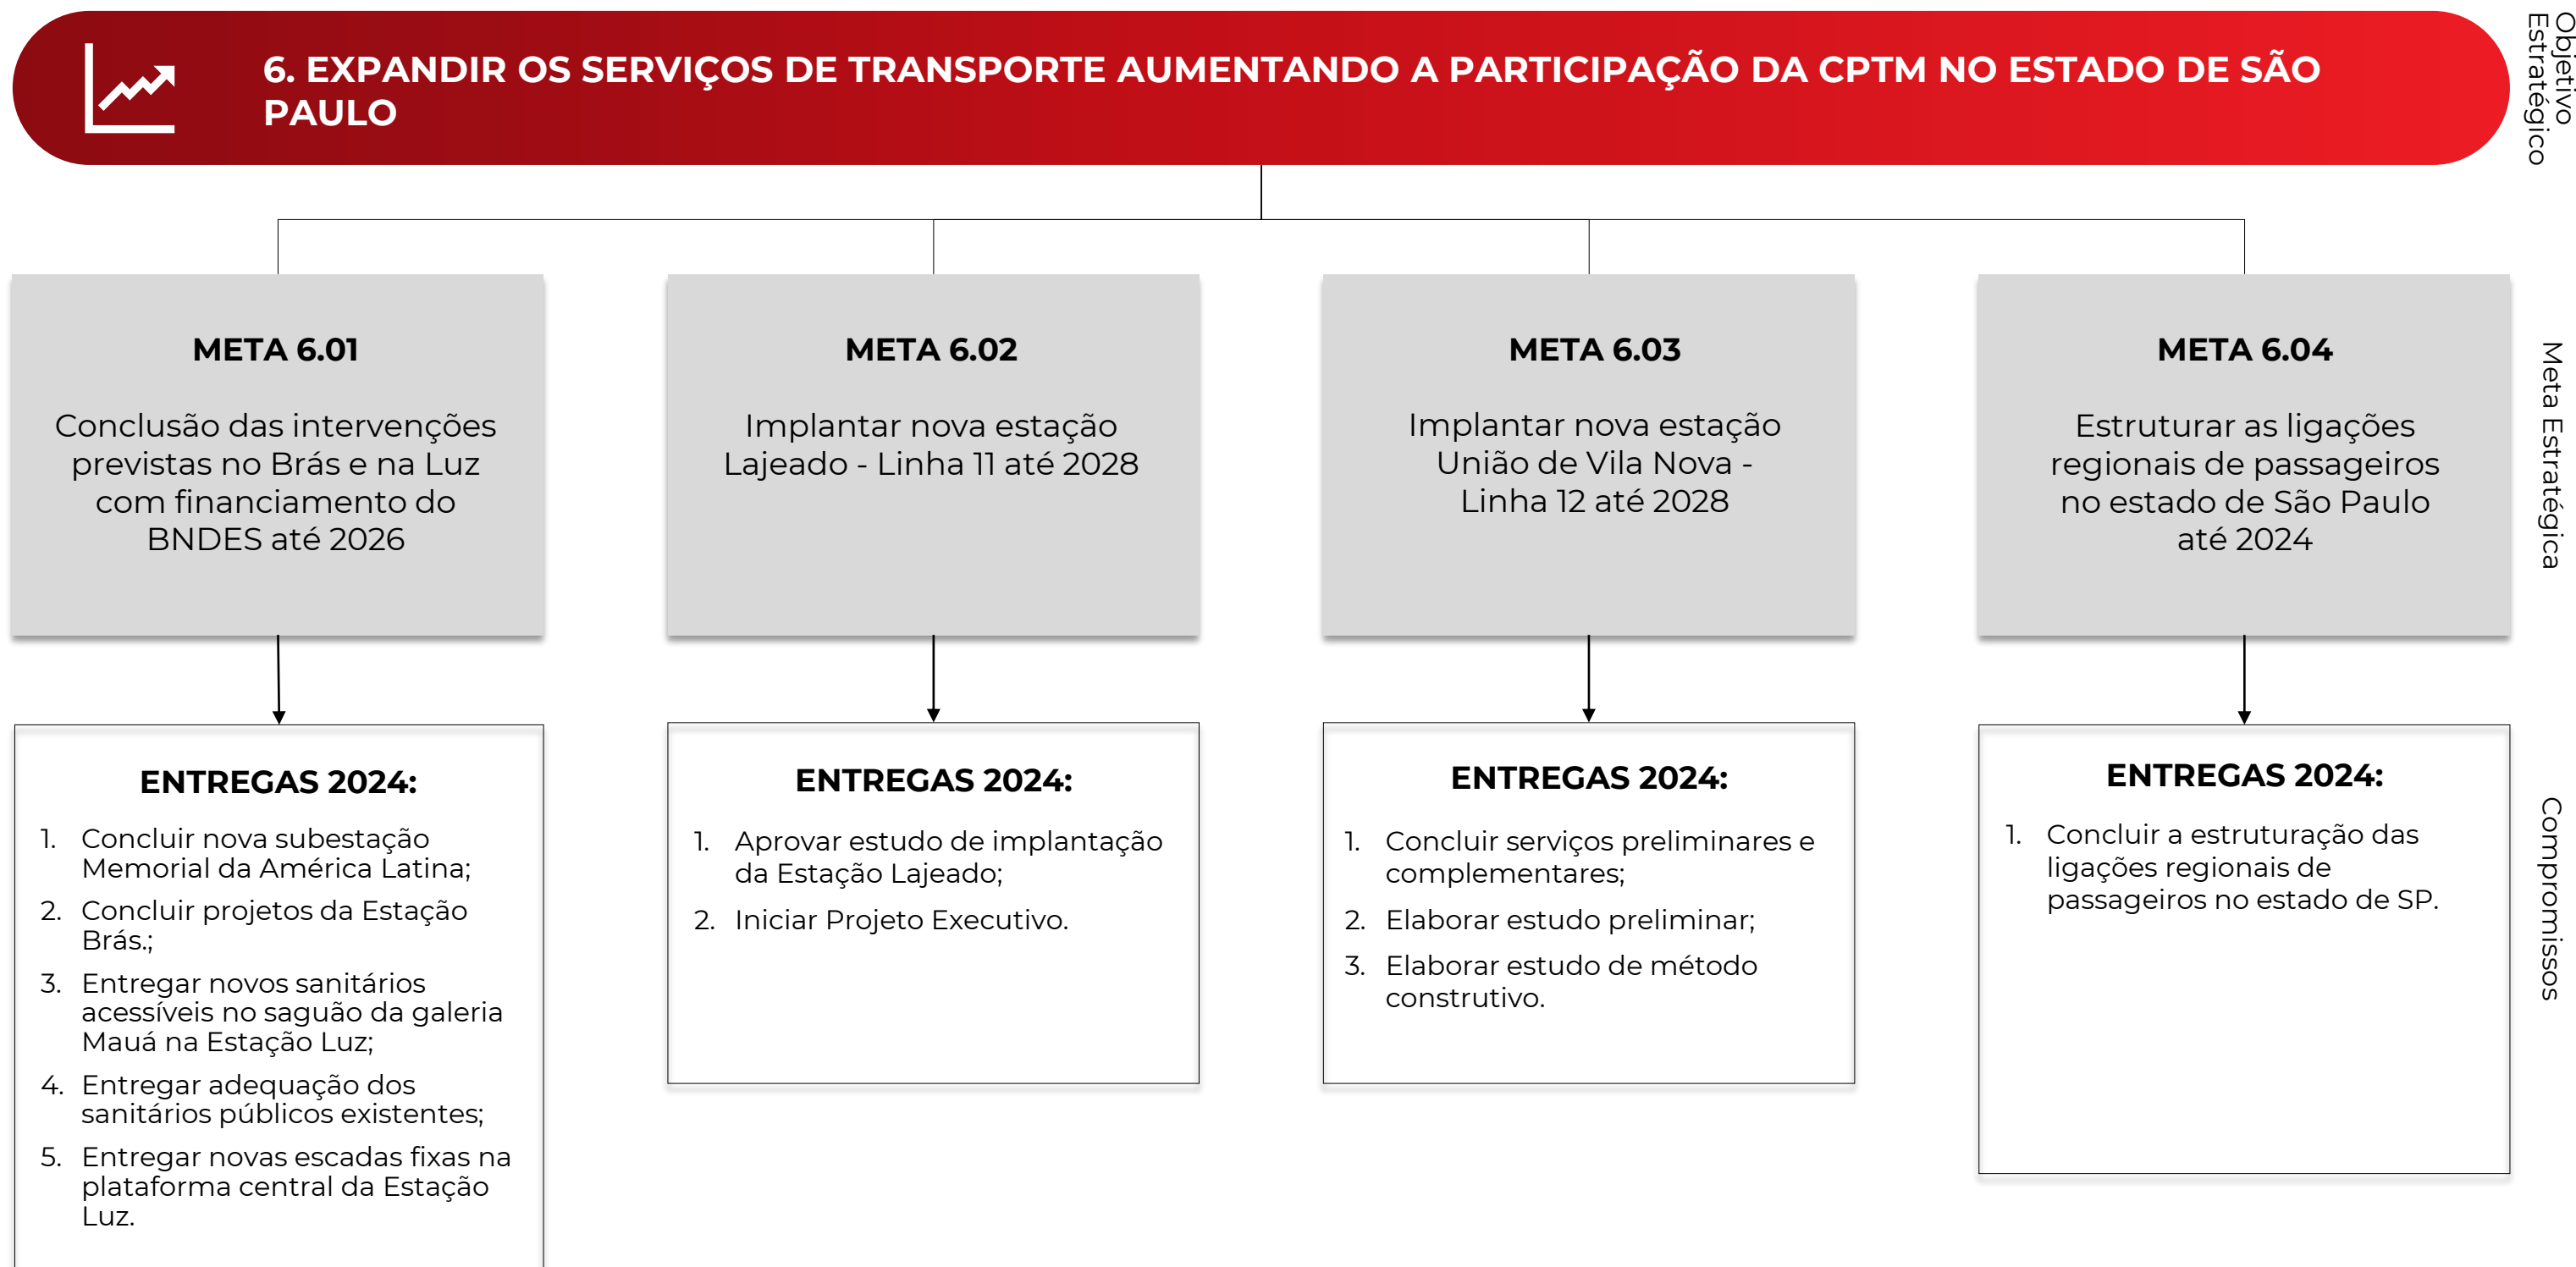 6. EXPANDIR OS SERVIÇOS DE TRANSPORTE AUMENTANDO A PARTICIPAÇÃO DA CPTM NO ESTADO DE SÃO
PAULO
Objetivo
Estratégico
META 6.01
Conclusão das intervenções
previstas no Brás e na Luz
com financiamento do
BNDES até 2026
META 6.02
Implantar nova estação
Lajeado - Linha 11 até 2028
META 6.03
Implantar nova estação
União de Vila Nova -
Linha 12 até 2028
META 6.04
Estruturar as ligações
regionais de passageiros
no estado de São Paulo
até 2024
Meta Estratégica
ENTREGAS 2024:
1. Concluir nova subestação
Memorial da América Latina;
2. Concluir projetos da Estação
Brás.;
3. Entregar novos sanitários
acessíveis no saguão da galeria
Mauá na Estação Luz;
4. Entregar adequação dos
sanitários públicos existentes;
5. Entregar novas escadas fixas na
plataforma central da Estação
Luz.
ENTREGAS 2024:
1. Aprovar estudo de implantação
da Estação Lajeado;
2. Iniciar Projeto Executivo.
ENTREGAS 2024:
1. Concluir serviços preliminares e
complementares;
2. Elaborar estudo preliminar;
3. Elaborar estudo de método
construtivo.
ENTREGAS 2024:
1. Concluir a estruturação das
ligações regionais de
passageiros no estado de SP.
Compromissos